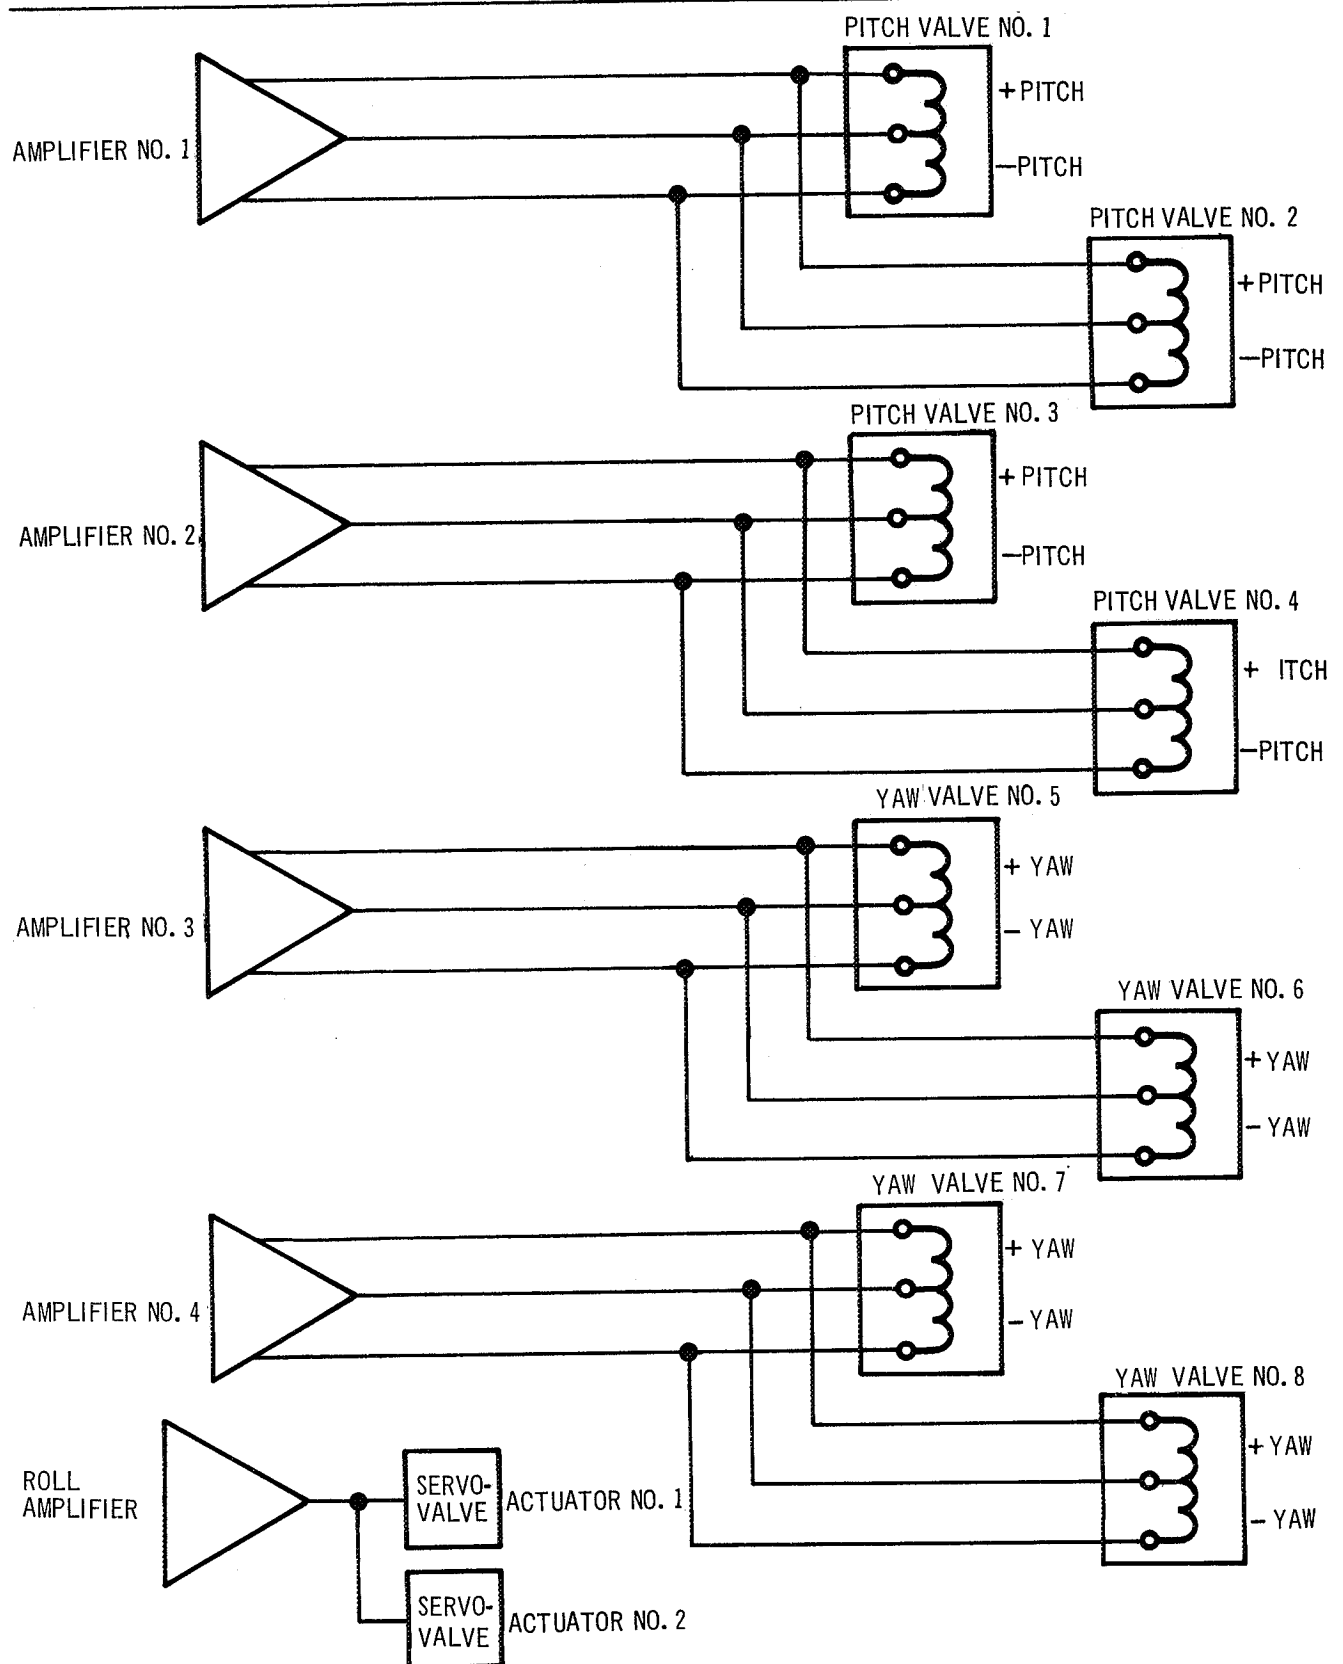 PITCH VALVE NO. 1
+PITCH
AMPLIFIER NO. 1
-PITCH
PITCH VALVE NO. 2
+PITCH
-PITCH
PITCH VALVE NO. 3
+PITCH
AMPLIFIER NO. 2
-PITCH
PITCH VALVE NO. 4
+ ITCH
-PITCH
YAW VALVE NO. 5
+ YAW
AMPLIFIER NO. 3
- YAW
YAW VALVE NO. 6
+ YAW
- YAW
YAW VALVE NO. 7
+ YAW
AMPLIFIER NO. 4
- YAW
YAW VALVE NO. 8
+ YAW
- YAW
ROLL
AMPLIFIER
SERVO-
VALVE
ACTUATOR NO. 1
SERVO-
VALVE
ACTUATOR NO. 2